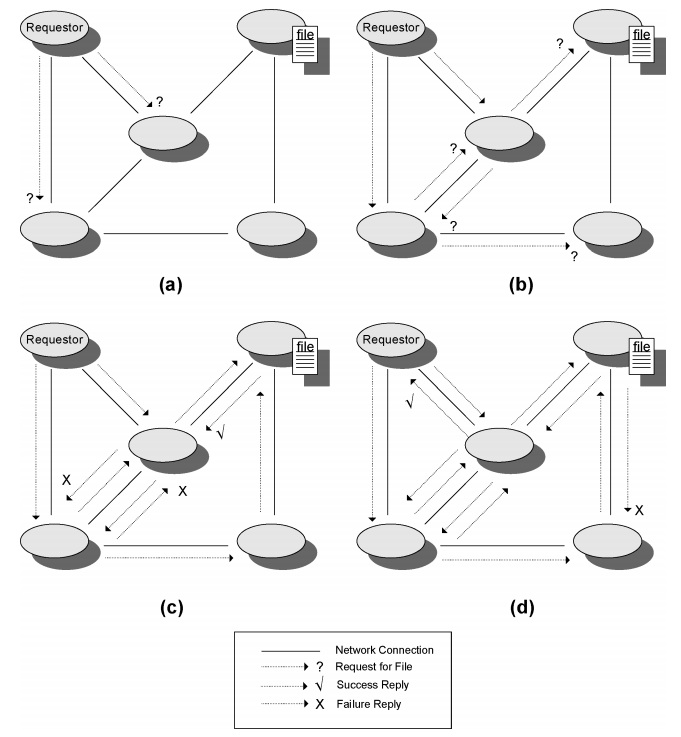 Requestor
file
?
?
(a)
Requestor
file
?
?
?
?
(b)
Requestor
file
√
X
X
(c)
Requestor
file
√
X
(d)
Network Connection
? Request for File
√ Success Reply
X Failure Reply